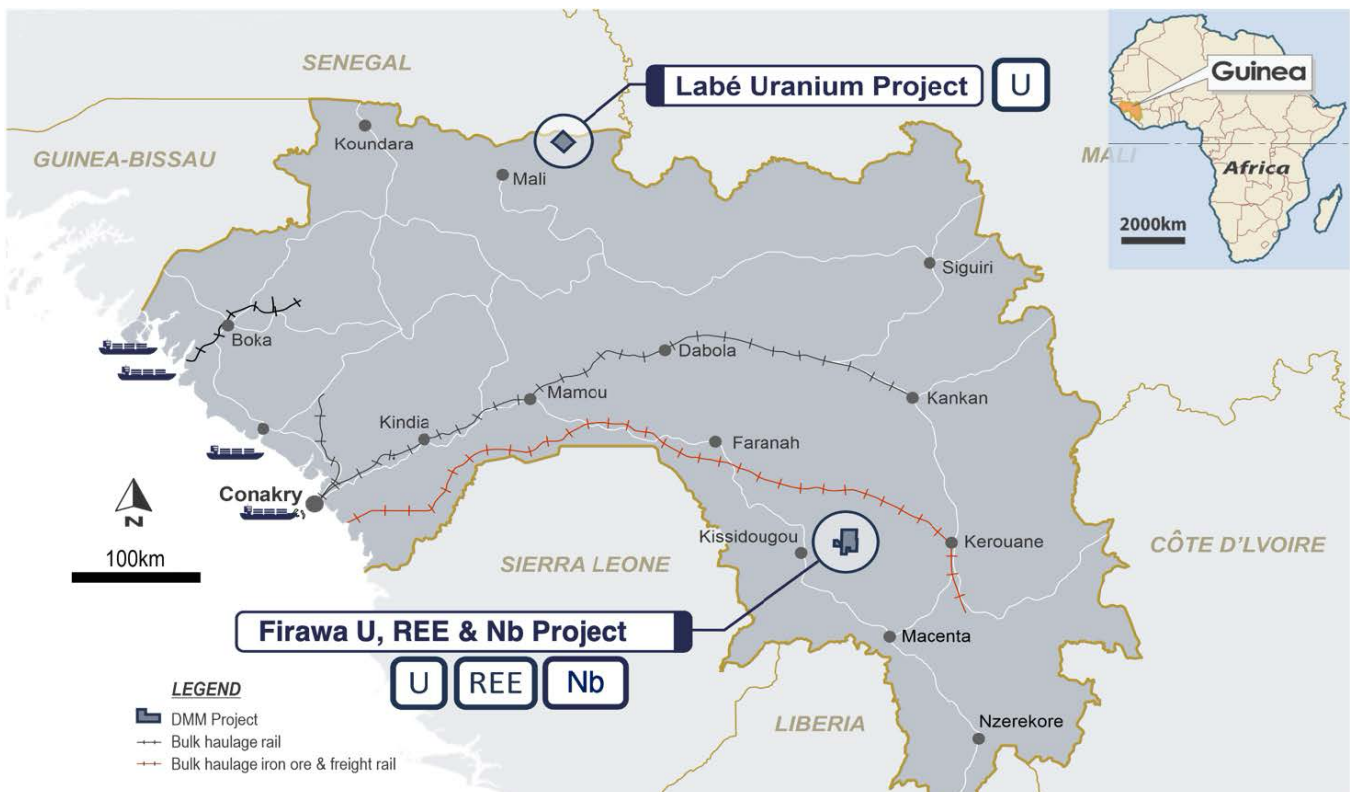 SENEGAL
Labé Uranium Project
U
Guinea
GUINEA-BISSAU
Koundara
Mali
MALI
Africa
2000km
Siguiri
Boka
Dabola
Mamou
Kankan
Kindia
Faranah
Conakry
N
100km
Kissidougou
Kerouane
SIERRA LEONE
CÔTE D'LVOIRE
Firawa U, REE & Nb Project
U
REE
Nb
Macenta
LIBERIA
Nzerekore
LEGEND
DMM Project
Bulk haulage rail
Bulk haulage iron ore & freight rail